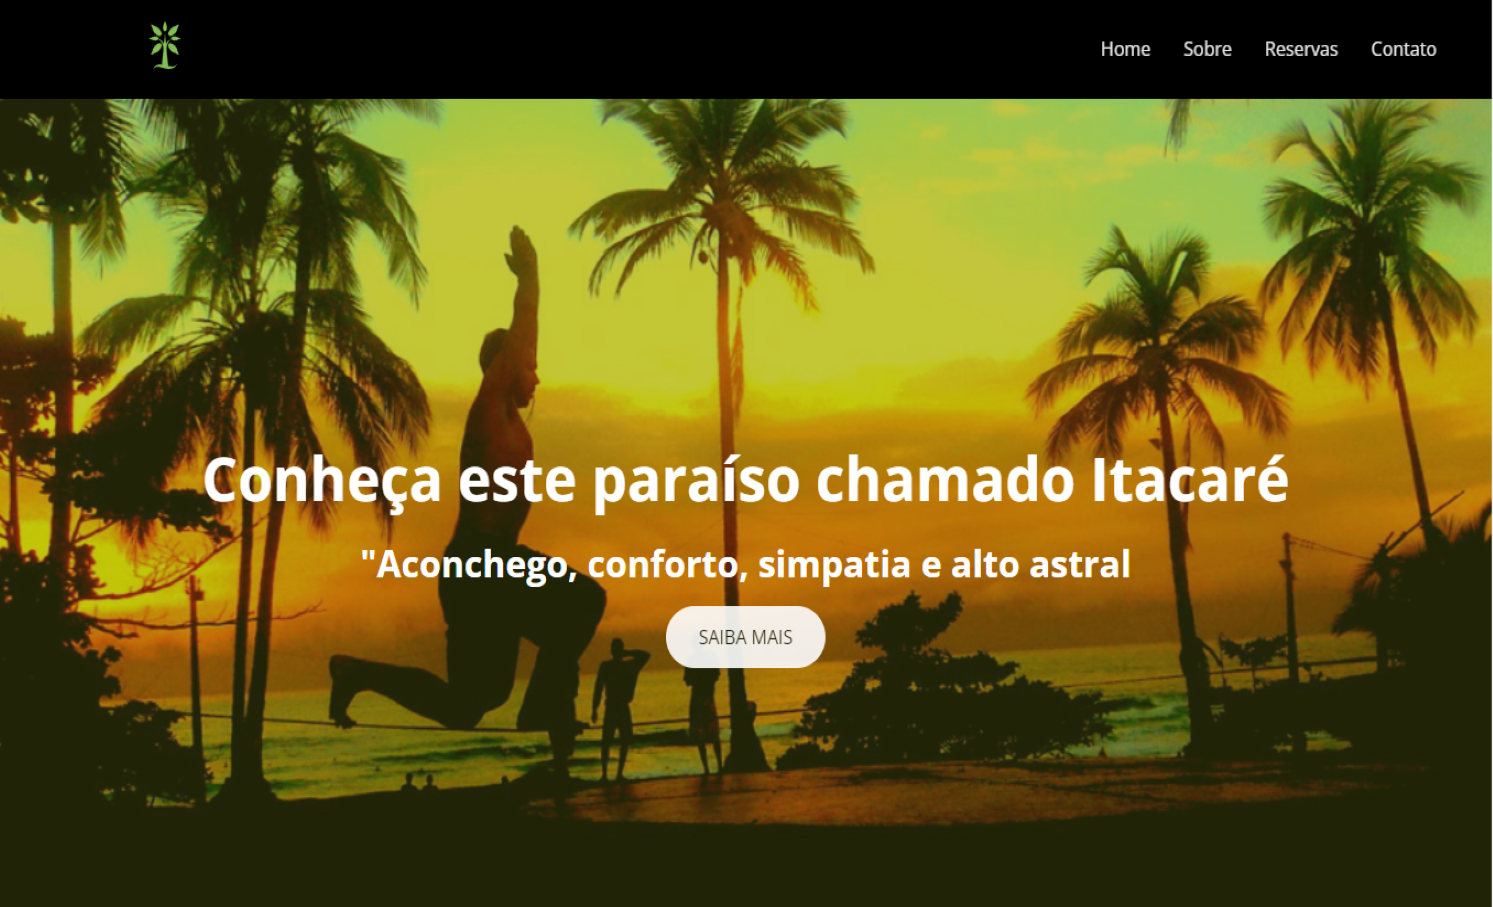 Home Sobre Reservas Contato
Conheça este paraíso chamado Itacaré
"Aconchego, conforto, simpatia e alto astral
SAIBA MAIS